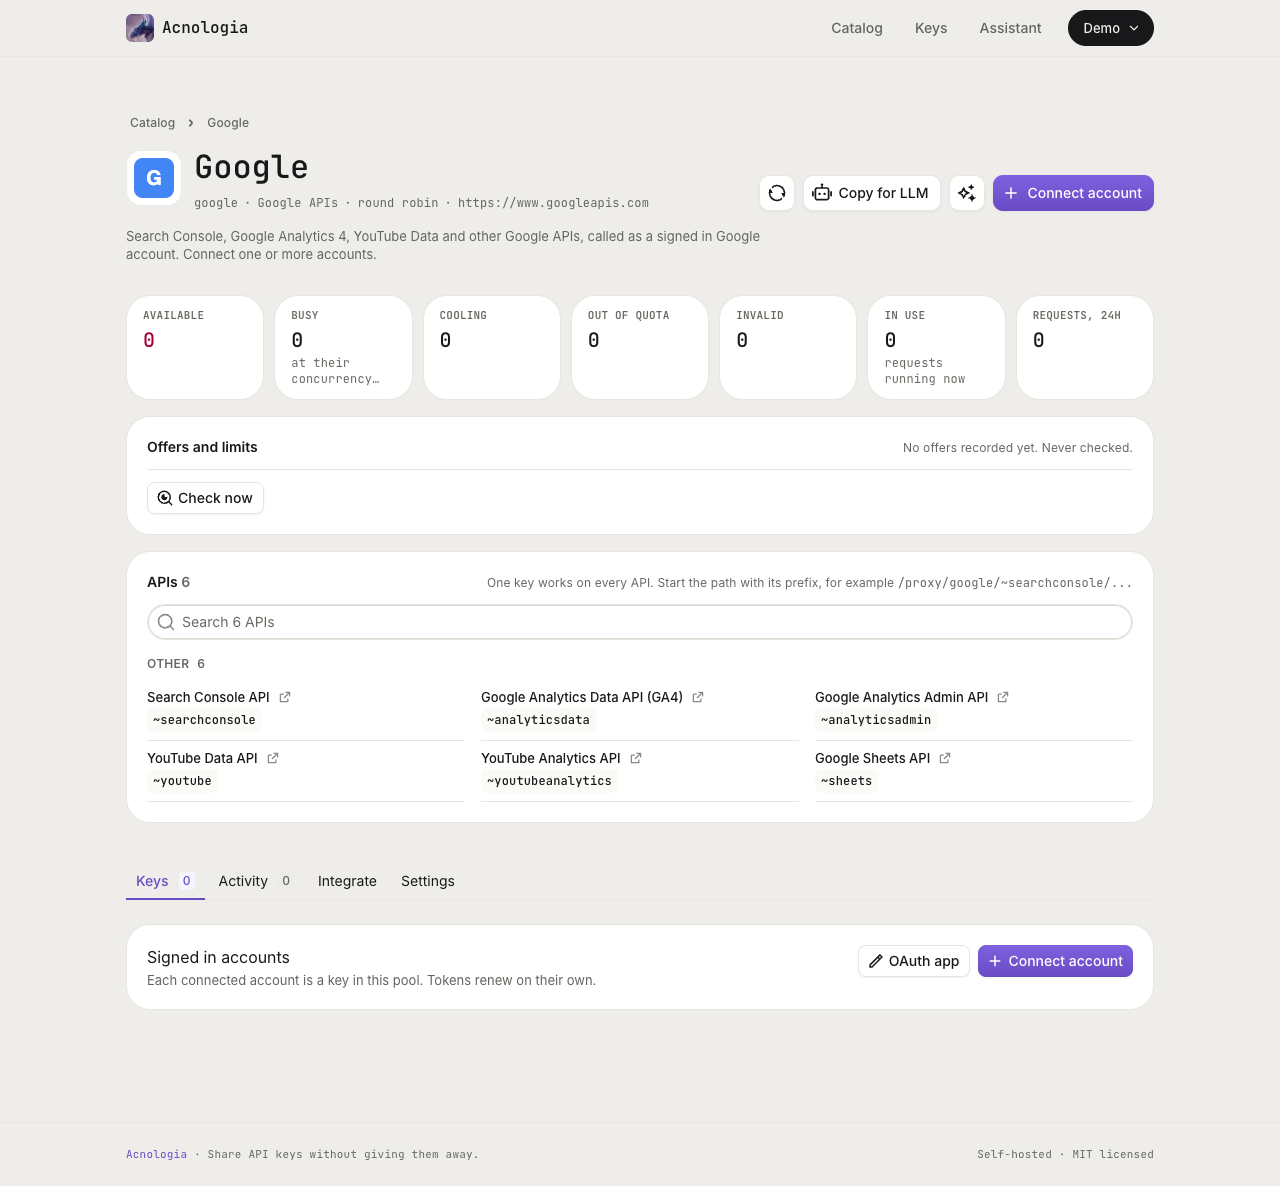 Acnologia
Catalog Keys Assistant Demo
Catalog › Google
G
Google
google · Google APIs · round robin · https://www.googleapis.com
Copy for LLM
Connect account
Search Console, Google Analytics 4, YouTube Data and other Google APIs, called as a signed in Google
account. Connect one or more accounts.
AVAILABLE
0
BUSY
0
at their
concurrency…
COOLING
0
OUT OF QUOTA
0
INVALID
0
IN USE
0
requests
running now
REQUESTS, 24H
0
Offers and limits
No offers recorded yet. Never checked.
Check now
APIs 6
One key works on every API. Start the path with its prefix, for example /proxy/google/~searchconsole/...
Search 6 APIs
OTHER 6
Search Console API
~searchconsole
Google Analytics Data API (GA4)
~analyticsdata
Google Analytics Admin API
~analyticsadmin
YouTube Data API
~youtube
YouTube Analytics API
~youtubeanalytics
Google Sheets API
~sheets
Keys 0 Activity 0 Integrate Settings
Signed in accounts
Each connected account is a key in this pool. Tokens renew on their own.
OAuth app
Connect account
Acnologia · Share API keys without giving them away.
Self-hosted · MIT licensed